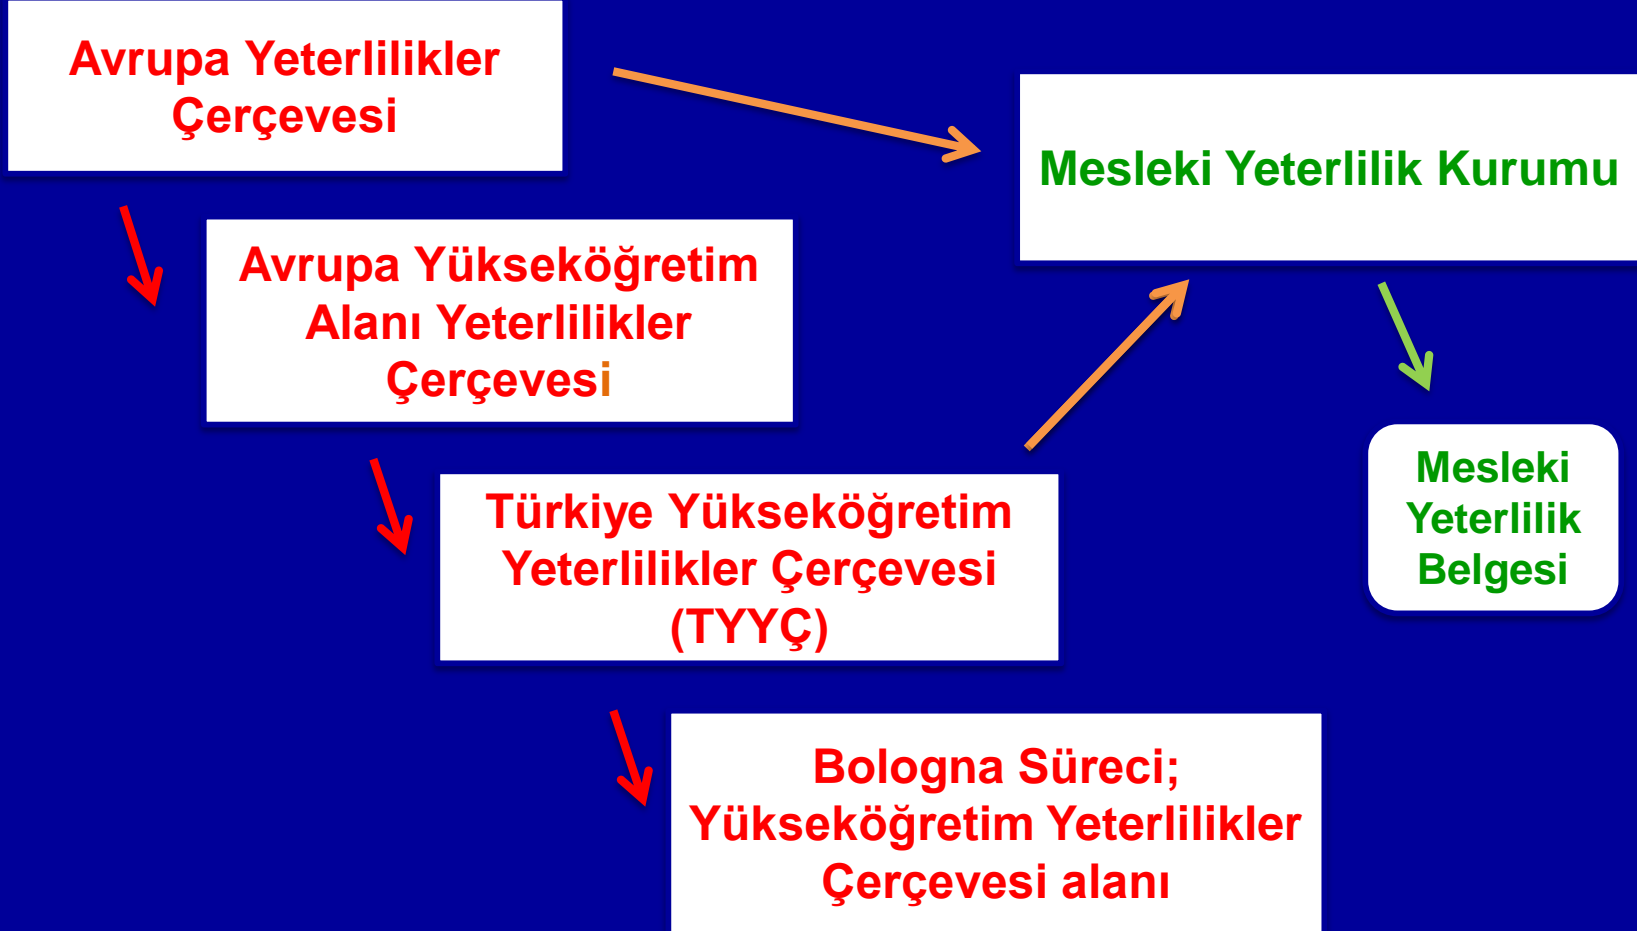 Avrupa Yeterlilikler
Çerçevesi
Mesleki Yeterlilik Kurumu
Avrupa Yükseköğretim
Alanı Yeterlilikler
Çerçevesi
Türkiye Yükseköğretim
Yeterlilikler Çerçevesi
(TYYÇ)
Mesleki
Yeterlilik
Belgesi
Bologna Süreci;
Yükseköğretim Yeterlilikler
Çerçevesi alanı